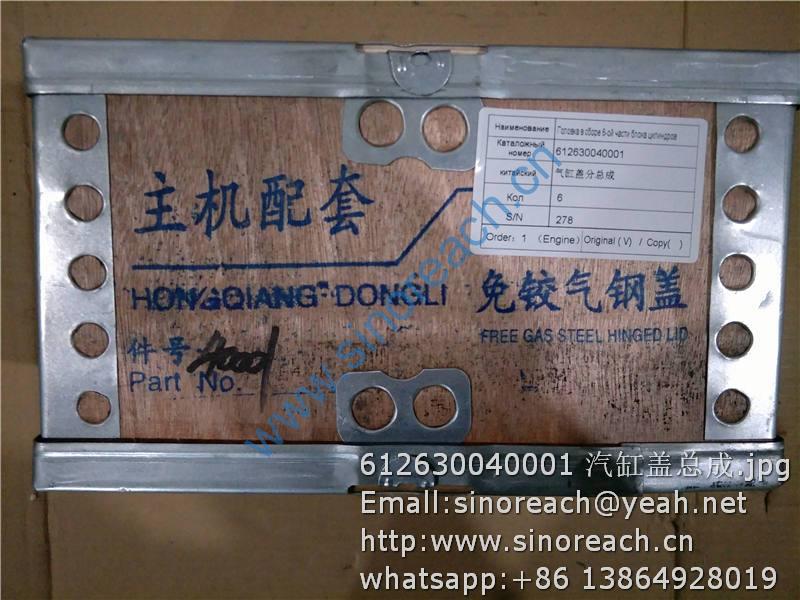 Наименование Головка в сборе 6-ой части блока цилиндров
Каталожный номер 612630040001
китайский 气缸盖分总成
Кол 6
S/N 278
Order: 1 (Engine) Original (V) / Copy( )
主机配套
HONGQIANG DONGLI
免铰气钢盖
FREE GAS STEEL HINGED LID
件号 40001
Part No.
www.sinoreach.cn
612630040001 汽缸盖总成.jpg
Email:sinoreach@yeah.net
http:www.sinoreach.cn
whatsapp:+86 13864928019